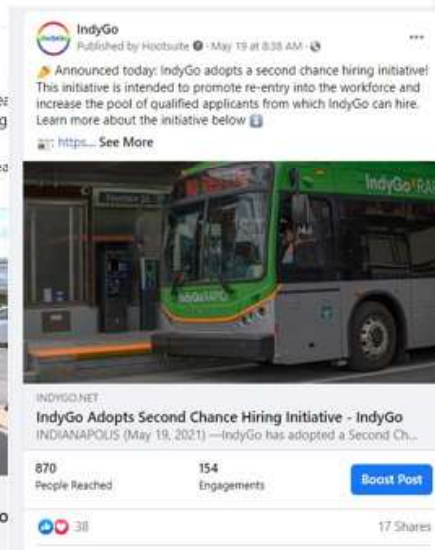 IndyGo
Published by Hootsuite · May 19 at 8:38 AM ·
Announced today: IndyGo adopts a second chance hiring initiative!
This initiative is intended to promote re-entry into the workforce and
increase the pool of qualified applicants from which IndyGo can hire.
Learn more about the initiative below
: https... See More
IndyGo
IndyGo
INDYGO.NET
IndyGo Adopts Second Chance Hiring Initiative - IndyGo
INDIANAPOLIS (May 19, 2021) —IndyGo has adopted a Second Ch...
870
People Reached
154
Engagements
Boost Post
38
17 Shares